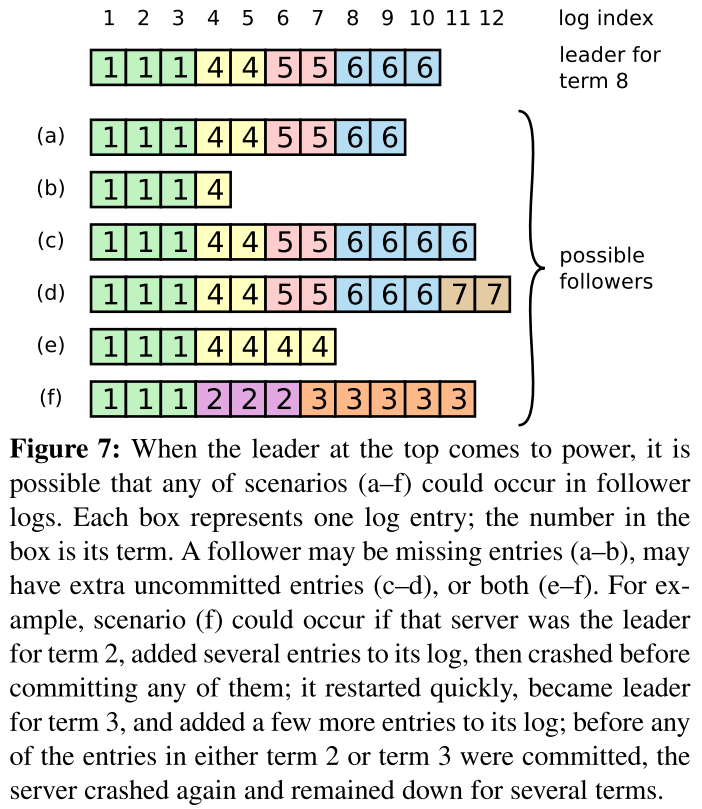 1 2 3 4 5 6 7 8 9 10 11 12 log index
1 1 1 4 4 5 5 6 6 6 leader for
term 8
(a) 1 1 1 4 4 5 5 6 6
(b) 1 1 1 4
(c) 1 1 1 4 4 5 5 6 6 6 6
possible
followers
(d) 1 1 1 4 4 5 5 6 6 6 7 7
(e) 1 1 1 4 4 4 4
(f) 1 1 1 2 2 2 3 3 3 3 3
Figure 7: When the leader at the top comes to power, it is
possible that any of scenarios (a–f) could occur in follower
logs. Each box represents one log entry; the number in the
box is its term. A follower may be missing entries (a–b), may
have extra uncommitted entries (c–d), or both (e–f). For ex-
ample, scenario (f) could occur if that server was the leader
for term 2, added several entries to its log, then crashed before
committing any of them; it restarted quickly, became leader
for term 3, and added a few more entries to its log; before any
of the entries in either term 2 or term 3 were committed, the
server crashed again and remained down for several terms.